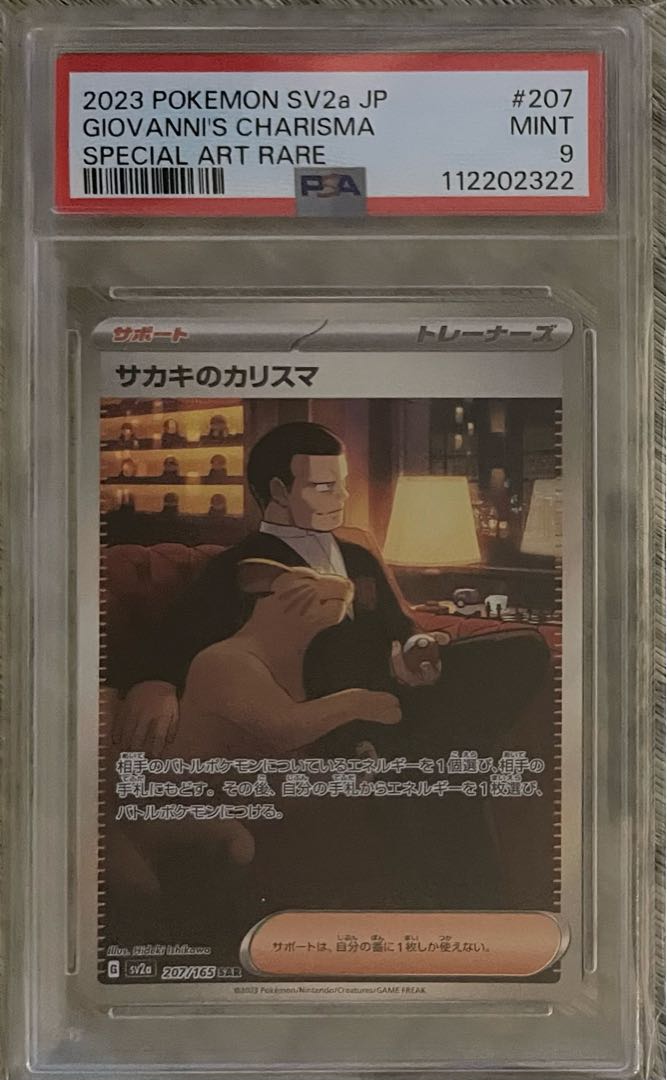 2023 POKEMON SV2a JP #207
GIOVANNI'S CHARISMA MINT
SPECIAL ART RARE 9
PSA 112202322
サポート トレーナーズ
サカキのカリスマ
相手のバトルポケモンについているエネルギーを1個選び、相手の
手札にもどす。その後、自分の手札からエネルギーを1枚選び、
バトルポケモンにつける。
サポートは、自分の番に1枚しか使えない。
illus. Hideki Ishikawa
G sv2a 207/165 SAR
©2023 Pokémon/Nintendo/Creatures/GAME FREAK